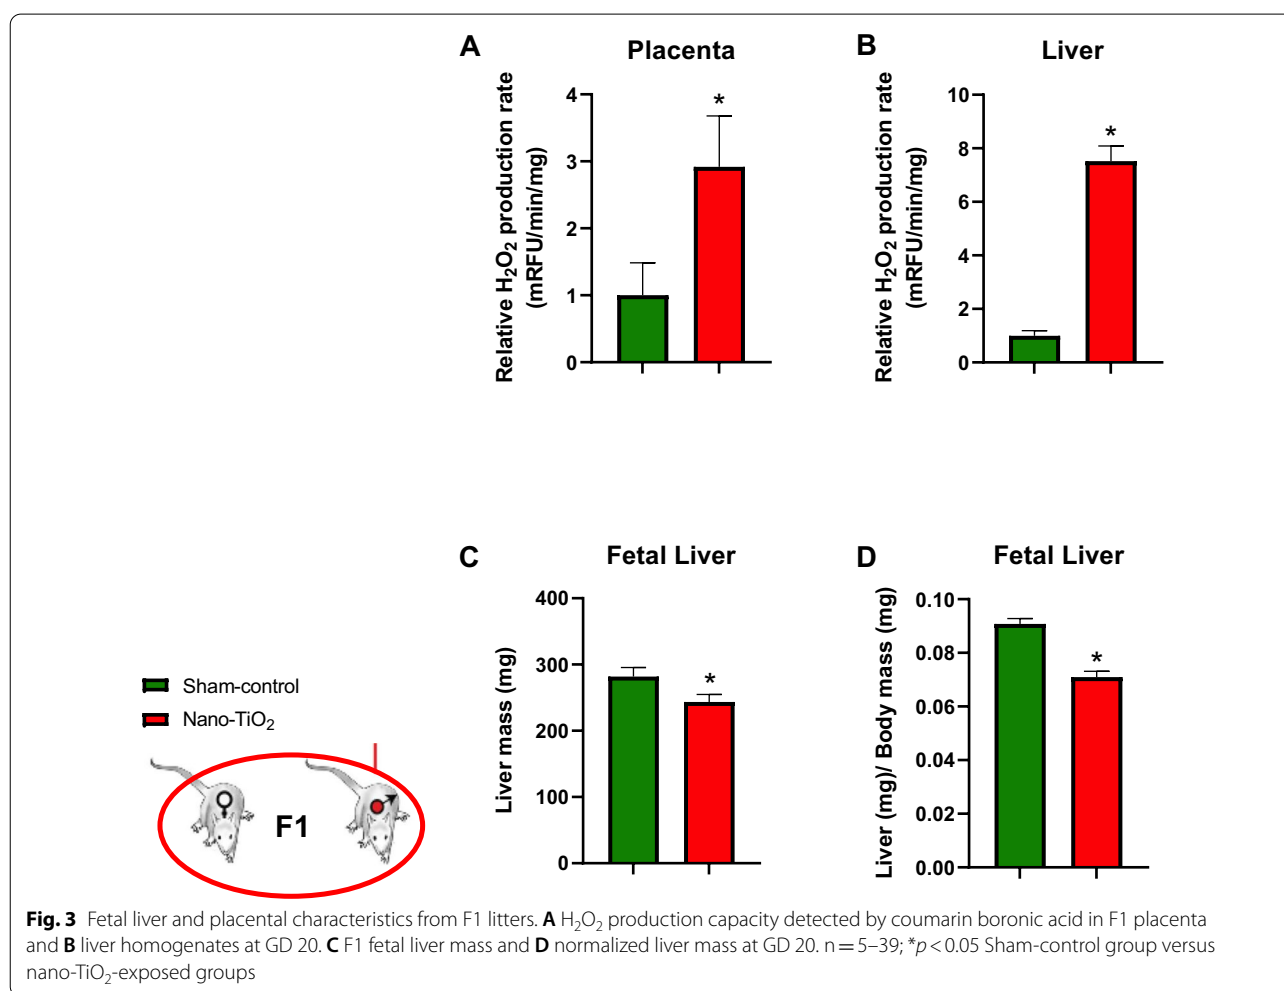 A
Placenta
Relative H₂O₂ production rate
(mRFU/min/mg)
4
3
2
1
0
*
B
Liver
Relative H₂O₂ production rate
(mRFU/min/mg)
10
8
6
4
2
0
*
C
Fetal Liver
Liver mass (mg)
400
300
200
100
0
*
D
Fetal Liver
Liver (mg)/ Body mass (mg)
0.10
0.08
0.06
0.04
0.02
0.00
*
Sham-control
Nano-TiO₂
F1
Fig. 3 Fetal liver and placental characteristics from F1 litters. A H₂O₂ production capacity detected by coumarin boronic acid in F1 placenta
and B liver homogenates at GD 20. C F1 fetal liver mass and D normalized liver mass at GD 20. n = 5–39; *p < 0.05 Sham-control group versus
nano-TiO₂-exposed groups